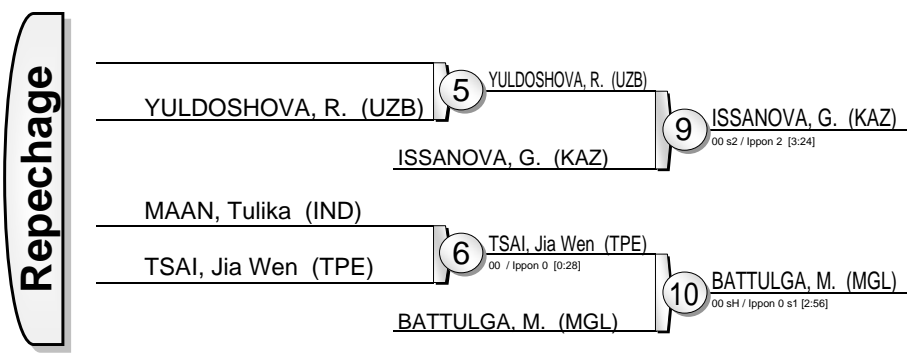 Repechage
YULDOSHOVA, R. (UZB)
5
YULDOSHOVA, R. (UZB)
ISSANOVA, G. (KAZ)
9
ISSANOVA, G. (KAZ)
00 s2 / Ippon 2 [3:24]
MAAN, Tulika (IND)
TSAI, Jia Wen (TPE)
6
TSAI, Jia Wen (TPE)
00 / Ippon 0 [0:28]
BATTULGA, M. (MGL)
10
BATTULGA, M. (MGL)
00 sH / Ippon 0 s1 [2:56]